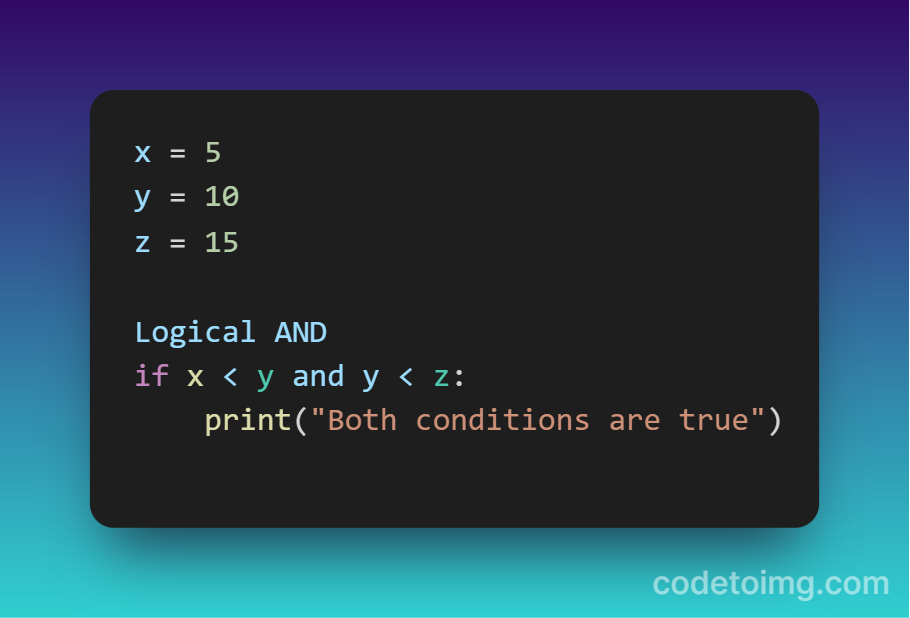 x = 5
y = 10
z = 15
Logical AND
if x < y and y < z:
    print("Both conditions are true")
codetoimg.com